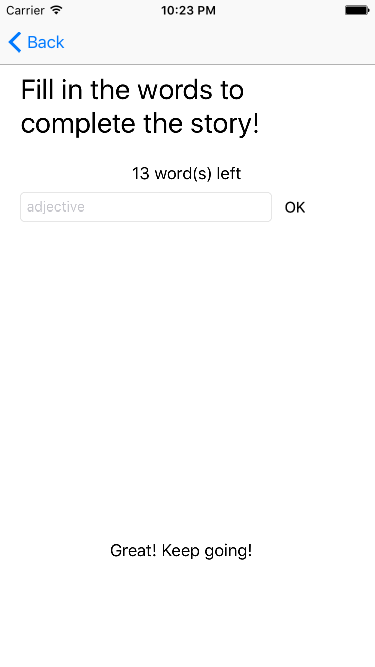 Carrier 10:23 PM
Back
Fill in the words to
complete the story!
13 word(s) left
adjective OK
Great! Keep going!